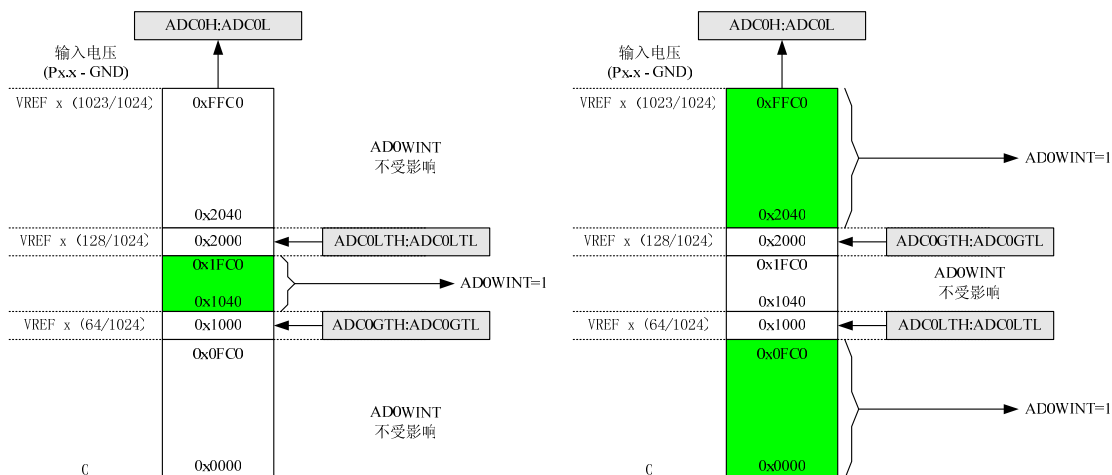 ADC0H:ADC0L
输入电压
(Px.x - GND)
VREF x (1023/1024)
0xFFC0
AD0WINT
不受影响
0x2040
VREF x (128/1024)
0x2000
ADC0LTH:ADC0LTL
0x1FC0
AD0WINT=1
0x1040
VREF x (64/1024)
0x1000
ADC0GTH:ADC0GTL
0x0FC0
AD0WINT
不受影响
C
0x0000
ADC0H:ADC0L
输入电压
(Px.x - GND)
VREF x (1023/1024)
0xFFC0
AD0WINT=1
0x2040
VREF x (128/1024)
0x2000
ADC0GTH:ADC0GTL
0x1FC0
AD0WINT
不受影响
0x1040
VREF x (64/1024)
0x1000
ADC0LTH:ADC0LTL
0x0FC0
AD0WINT=1
C
0x0000